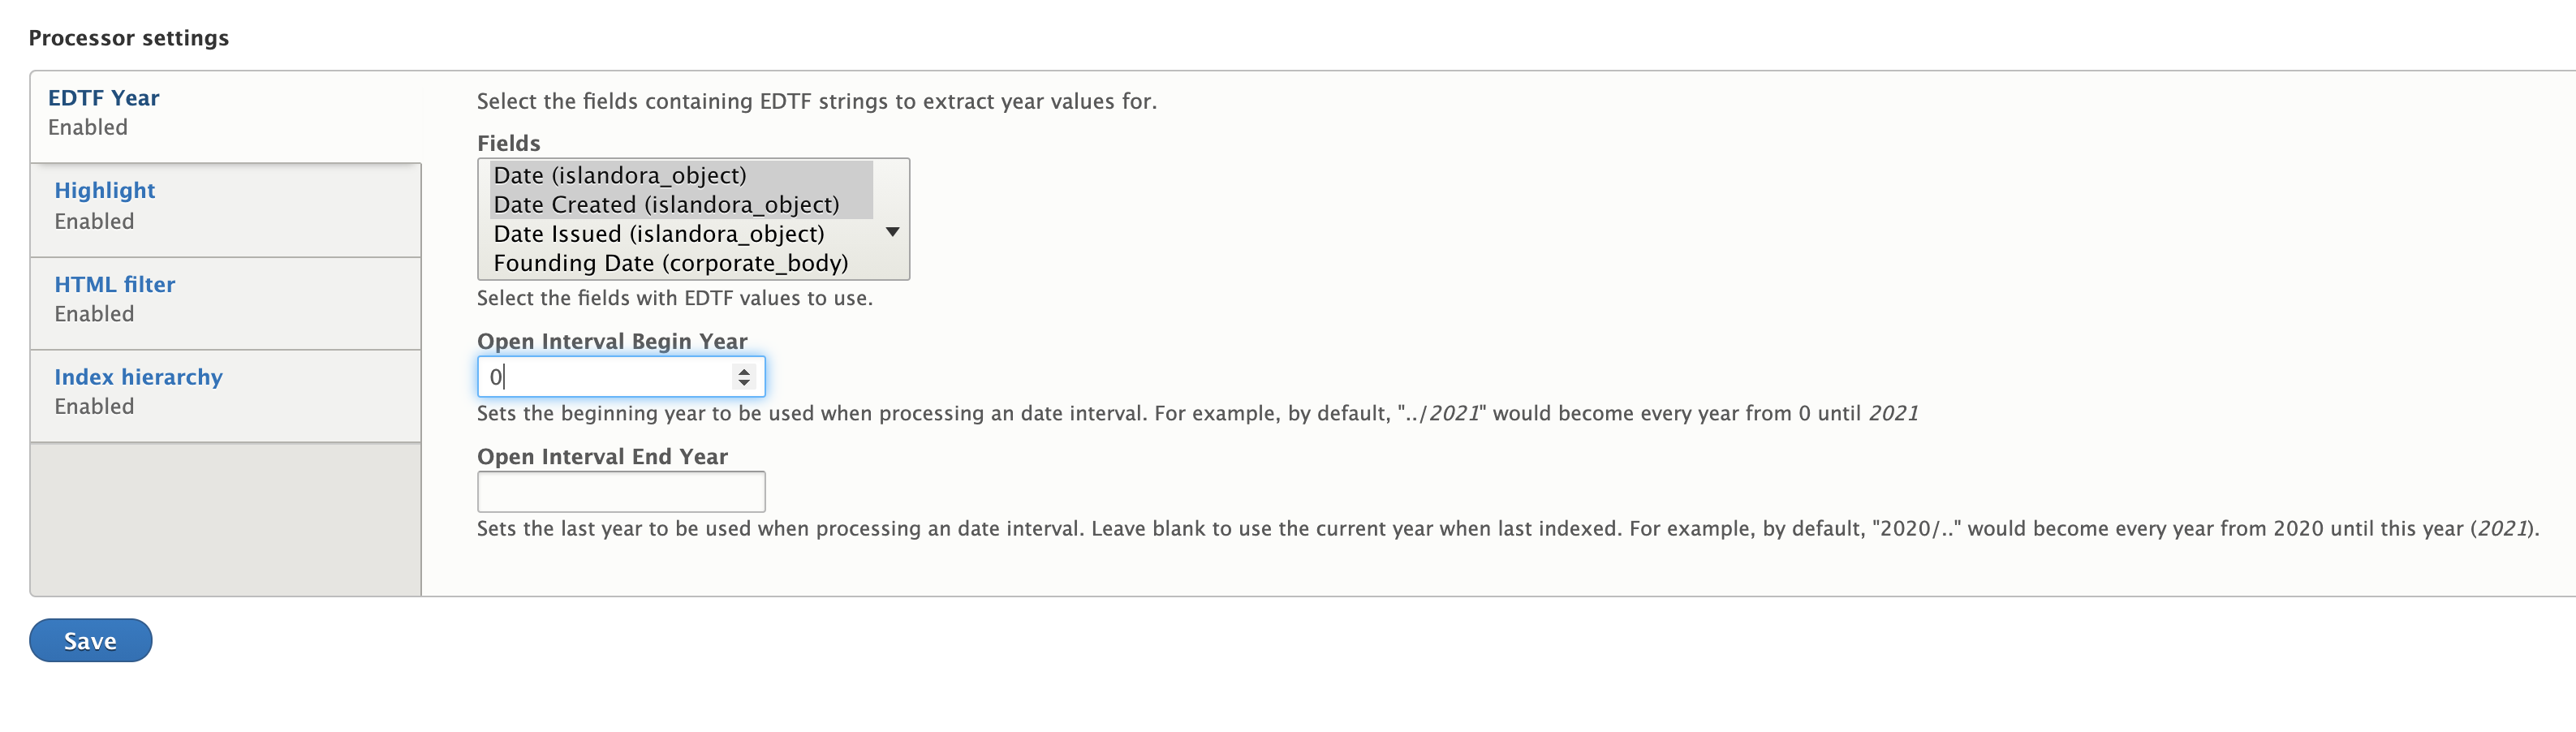 Processor settings
EDTF Year
Enabled
Highlight
Enabled
HTML filter
Enabled
Index hierarchy
Enabled
Select the fields containing EDTF strings to extract year values for.
Fields
Date (islandora_object)
Date Created (islandora_object)
Date Issued (islandora_object)
Founding Date (corporate_body)
Select the fields with EDTF values to use.
Open Interval Begin Year
0
Sets the beginning year to be used when processing an date interval. For example, by default, "../2021" would become every year from 0 until 2021
Open Interval End Year
Sets the last year to be used when processing an date interval. Leave blank to use the current year when last indexed. For example, by default, "2020/.." would become every year from 2020 until this year (2021).
Save